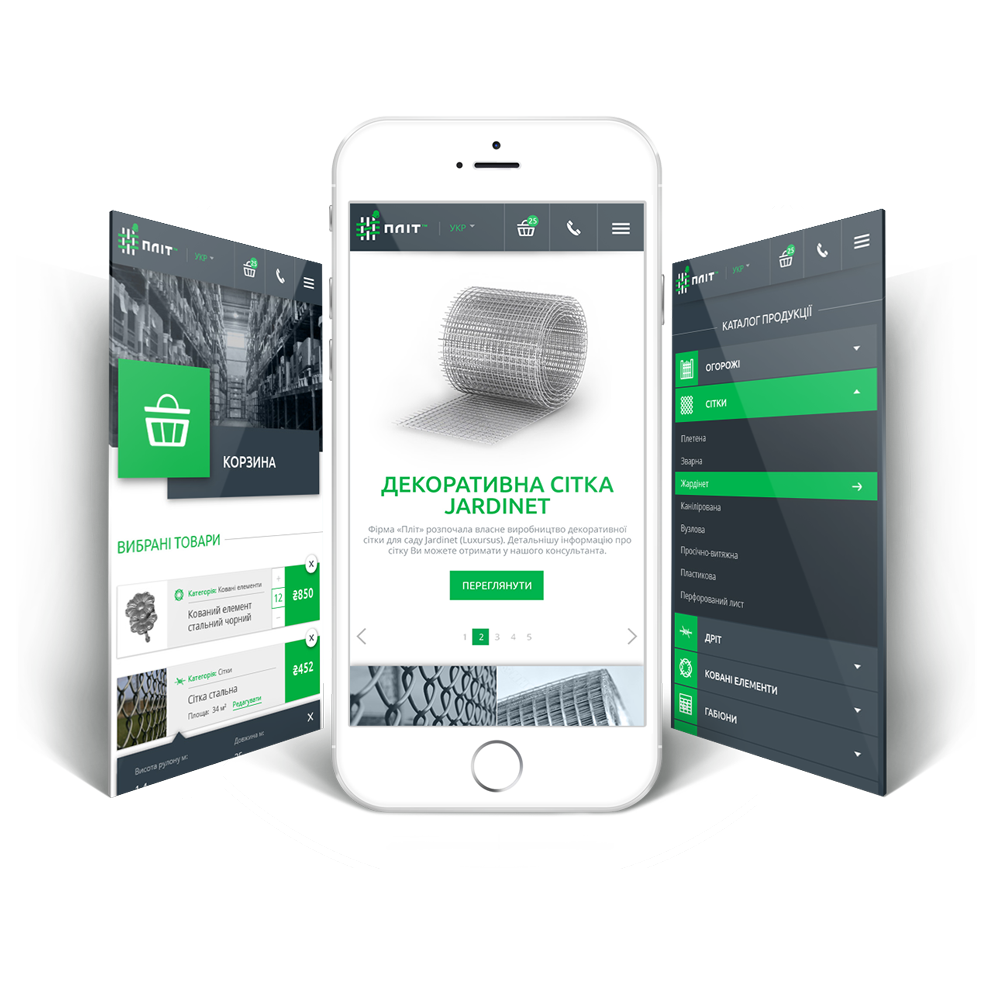 ПЛІТ™
УКР
25
КОРЗИНА
ВИБРАНІ ТОВАРИ
X
Категорія: Ковані елементи
Кований елемент
стальний чорний
12
₴850
X
Категорія: Сітки
Сітка стальна
Площа: 34 м²
Редагувати
₴452
X
Висота рулону м:
Довжина м:
ПЛІТ™
УКР
25
ДЕКОРАТИВНА СІТКА
JARDINET
Фірма «Пліт» розпочала власне виробництво декоративної
сітки для саду Jardinet (Luxursus). Детальнішу інформацію про
сітку Ви можете отримати у нашого консультанта.
ПЕРЕГЛЯНУТИ
1 2 3 4 5
ПЛІТ™
УКР
25
КАТАЛОГ ПРОДУКЦІЇ
ОГОРОЖІ
СІТКИ
Плетена
Зварна
Жардінет
Канілірована
Вузлова
Просічно-витяжна
Пластикова
Перфорований лист
ДРІТ
КОВАНІ ЕЛЕМЕНТИ
ГАБІОНИ